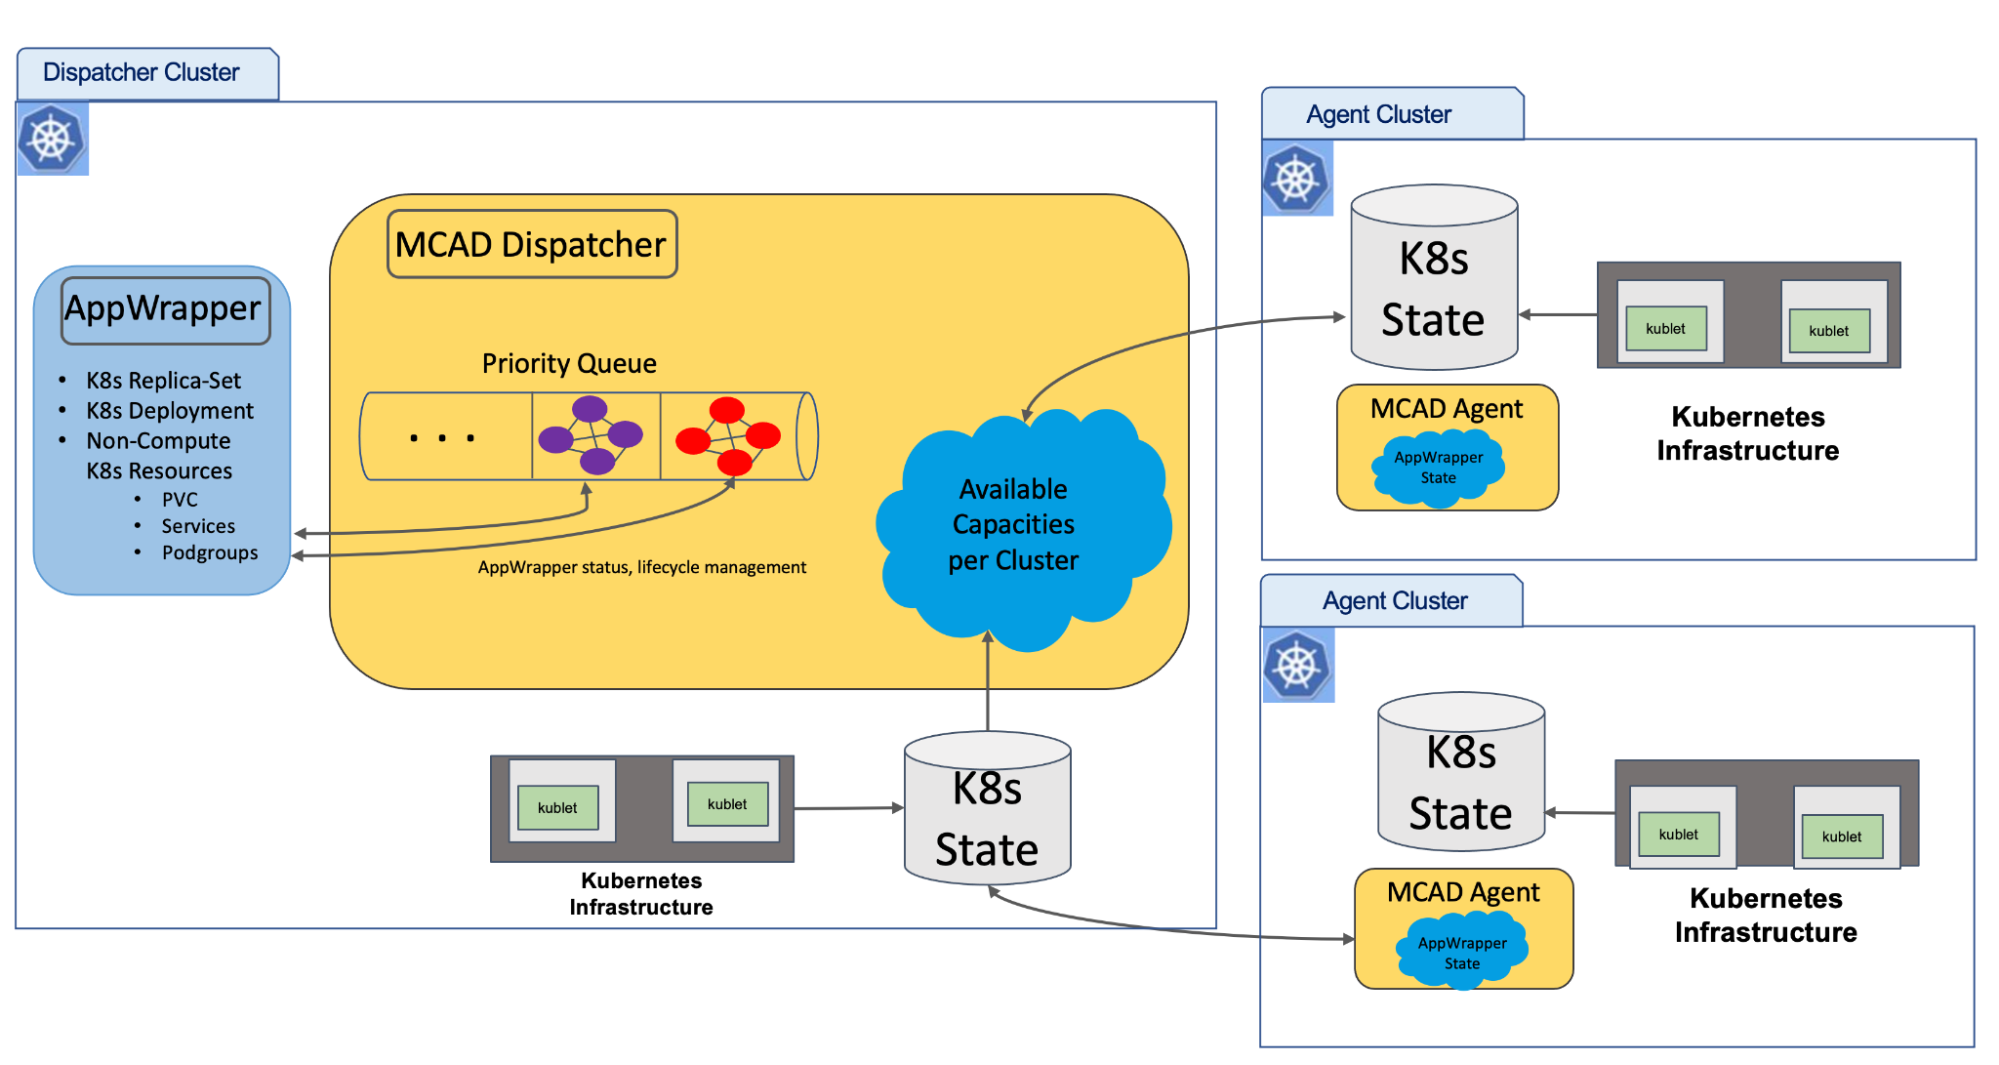 Dispatcher Cluster
AppWrapper
• K8s Replica-Set
• K8s Deployment
• Non-Compute
K8s Resources
• PVC
• Services
• Podgroups
MCAD Dispatcher
Priority Queue
. . .
AppWrapper status, lifecycle management
Available
Capacities
per Cluster
kublet
kublet
Kubernetes
Infrastructure
K8s
State
Agent Cluster
K8s
State
kublet
kublet
Kubernetes
Infrastructure
MCAD Agent
AppWrapper
State
Agent Cluster
K8s
State
kublet
kublet
Kubernetes
Infrastructure
MCAD Agent
AppWrapper
State